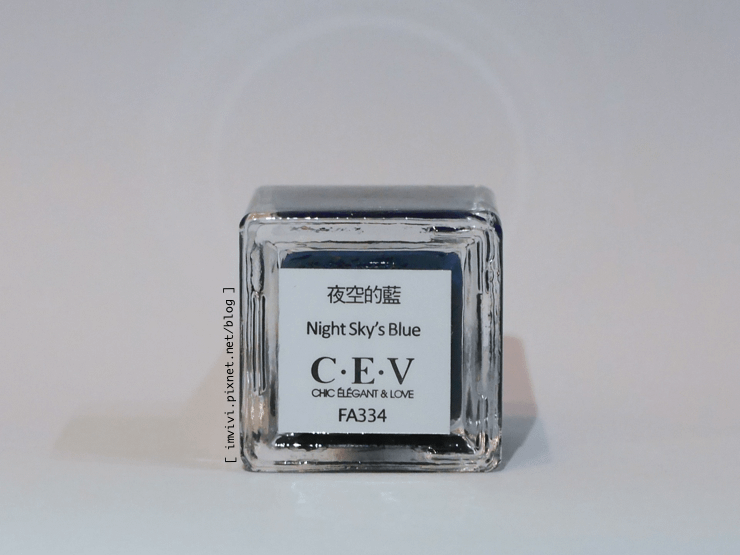 夜空的藍
Night Sky's Blue
C·E·V
CHIC ÉLÉGANT & LOVE
FA334
[ imvivi.pixnet.net/blog ]